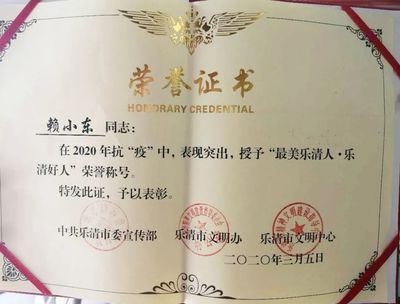 荣誉证书
HONORARY CREDENTIAL
赖小东 同志：
在2020年抗“疫”中，表现突出，授予“最美乐清人·乐
清好人”荣誉称号。
特发此证，予以表彰。
中共乐清市委宣传部 乐清市文明办 乐清市文明中心
二〇二〇年三月五日